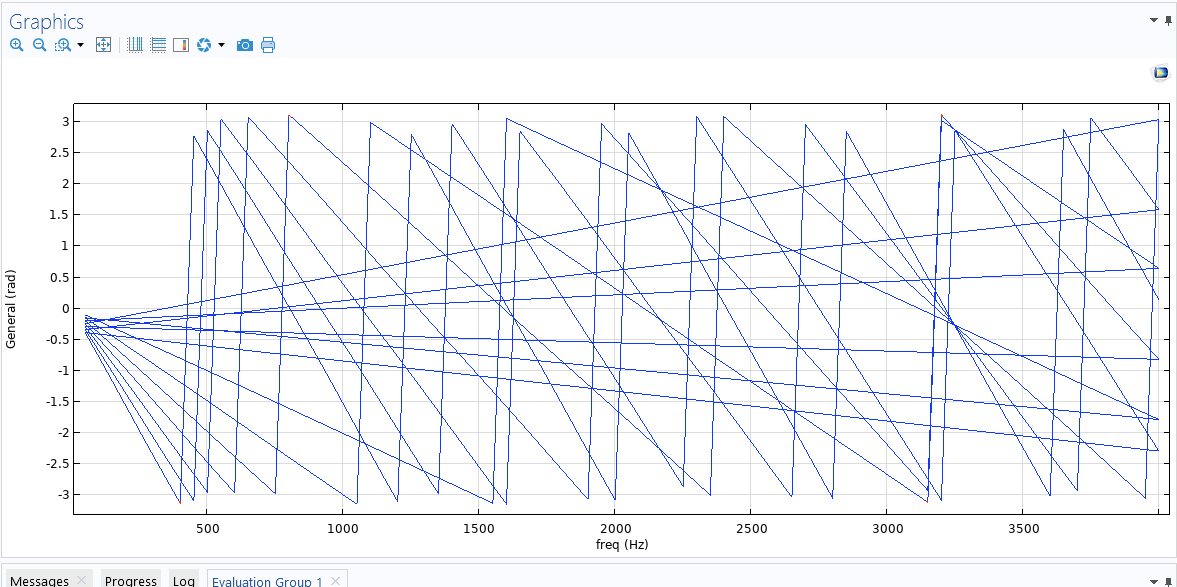 Graphics
General (rad)
3
2.5
2
1.5
1
0.5
0
-0.5
-1
-1.5
-2
-2.5
-3
500 1000 1500 2000 2500 3000 3500
freq (Hz)
Messages Progress Log Evaluation Group 1